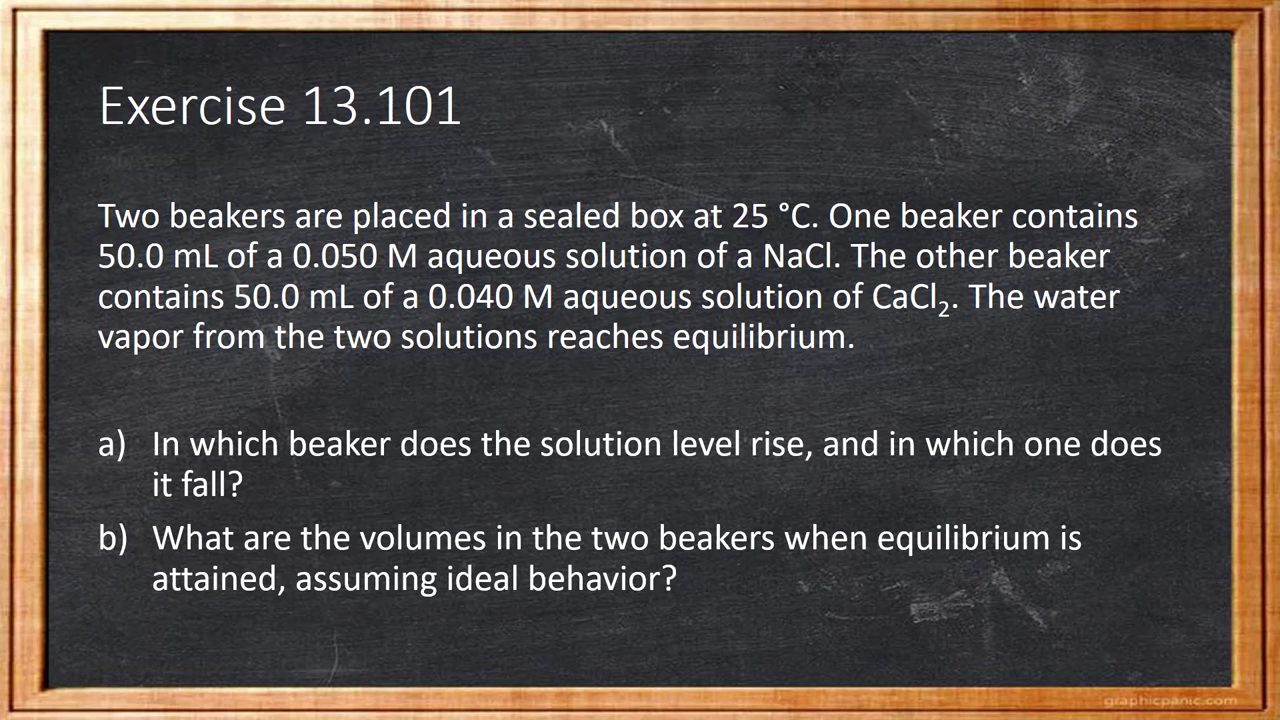 Exercise 13.101
Two beakers are placed in a sealed box at 25 °C. One beaker contains
50.0 mL of a 0.050 M aqueous solution of a NaCl. The other beaker
contains 50.0 mL of a 0.040 M aqueous solution of CaCl₂. The water
vapor from the two solutions reaches equilibrium.
a) In which beaker does the solution level rise, and in which one does
it fall?
b) What are the volumes in the two beakers when equilibrium is
attained, assuming ideal behavior?
graphicpanic.com